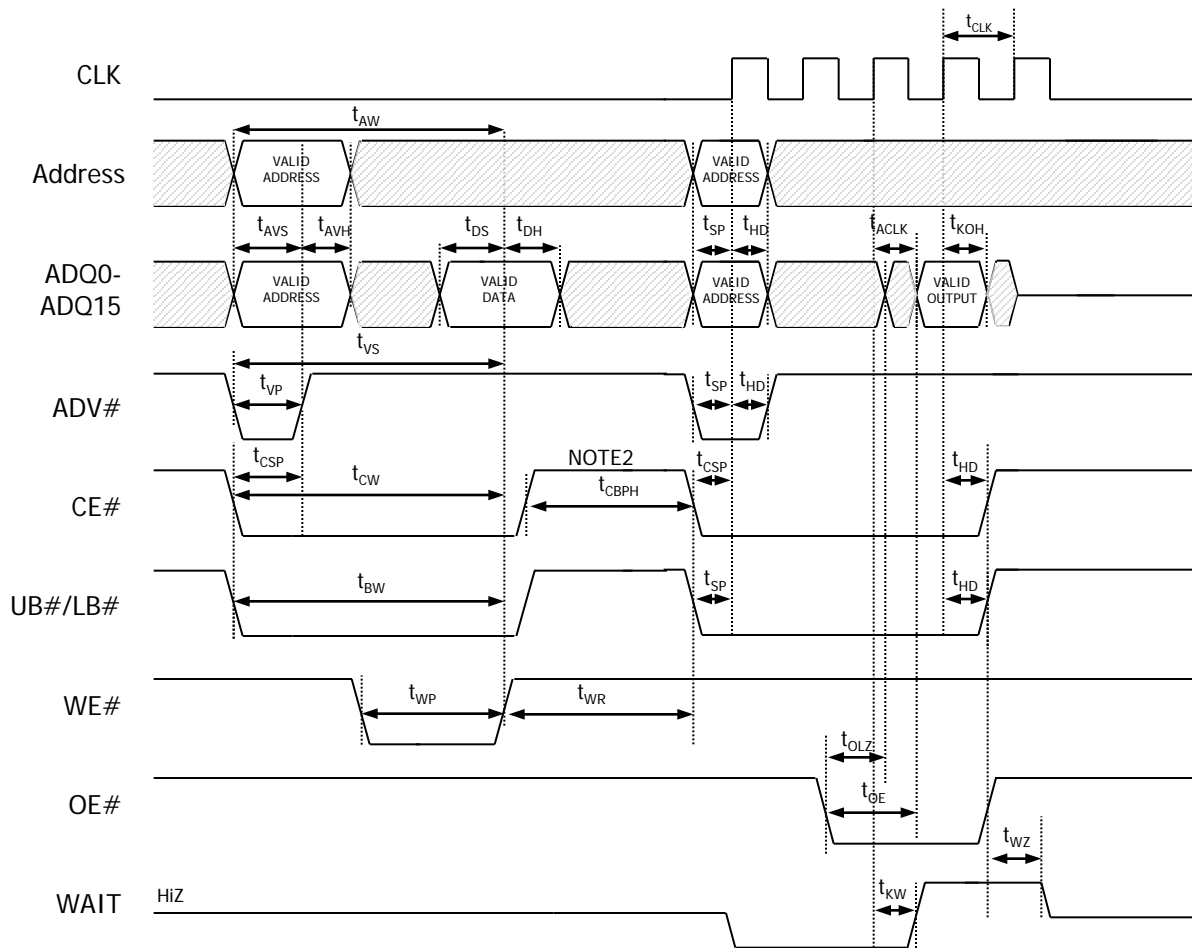 tCLK
CLK
tAW
Address
VALID
ADDRESS
VALID
ADDRESS
tAVS
tAVH
tDS
tDH
tSP
tHD
tACLK
tKOH
ADQ0-
ADQ15
VALID
ADDRESS
VALID
DATA
VALID
ADDRESS
VALID
OUTPUT
tVS
ADV#
tVP
tSP
tHD
CE#
tCSP
tCW
NOTE2
tCBPH
tCSP
tHD
UB#/LB#
tBW
tSP
tHD
WE#
tWP
tWR
OE#
tOLZ
tOE
tWZ
WAIT
HiZ
tKW